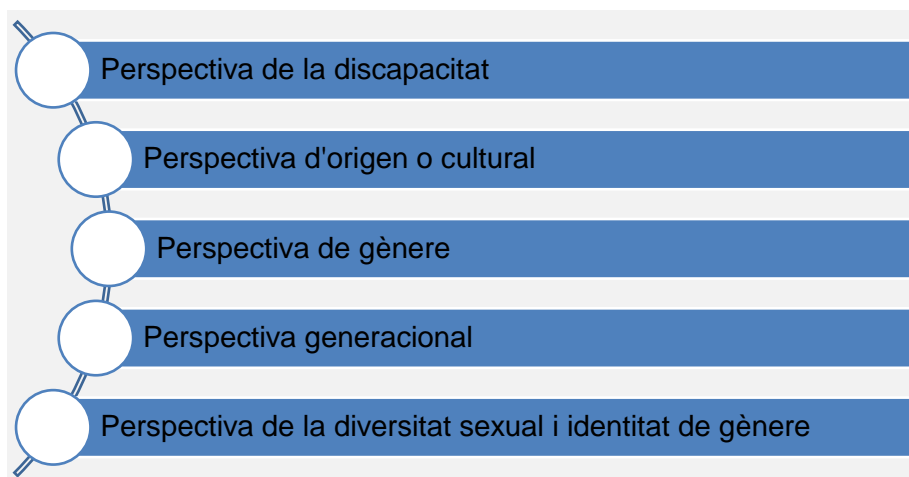 Perspectiva de la discapacitat
Perspectiva d'origen o cultural
Perspectiva de gènere
Perspectiva generacional
Perspectiva de la diversitat sexual i identitat de gènere